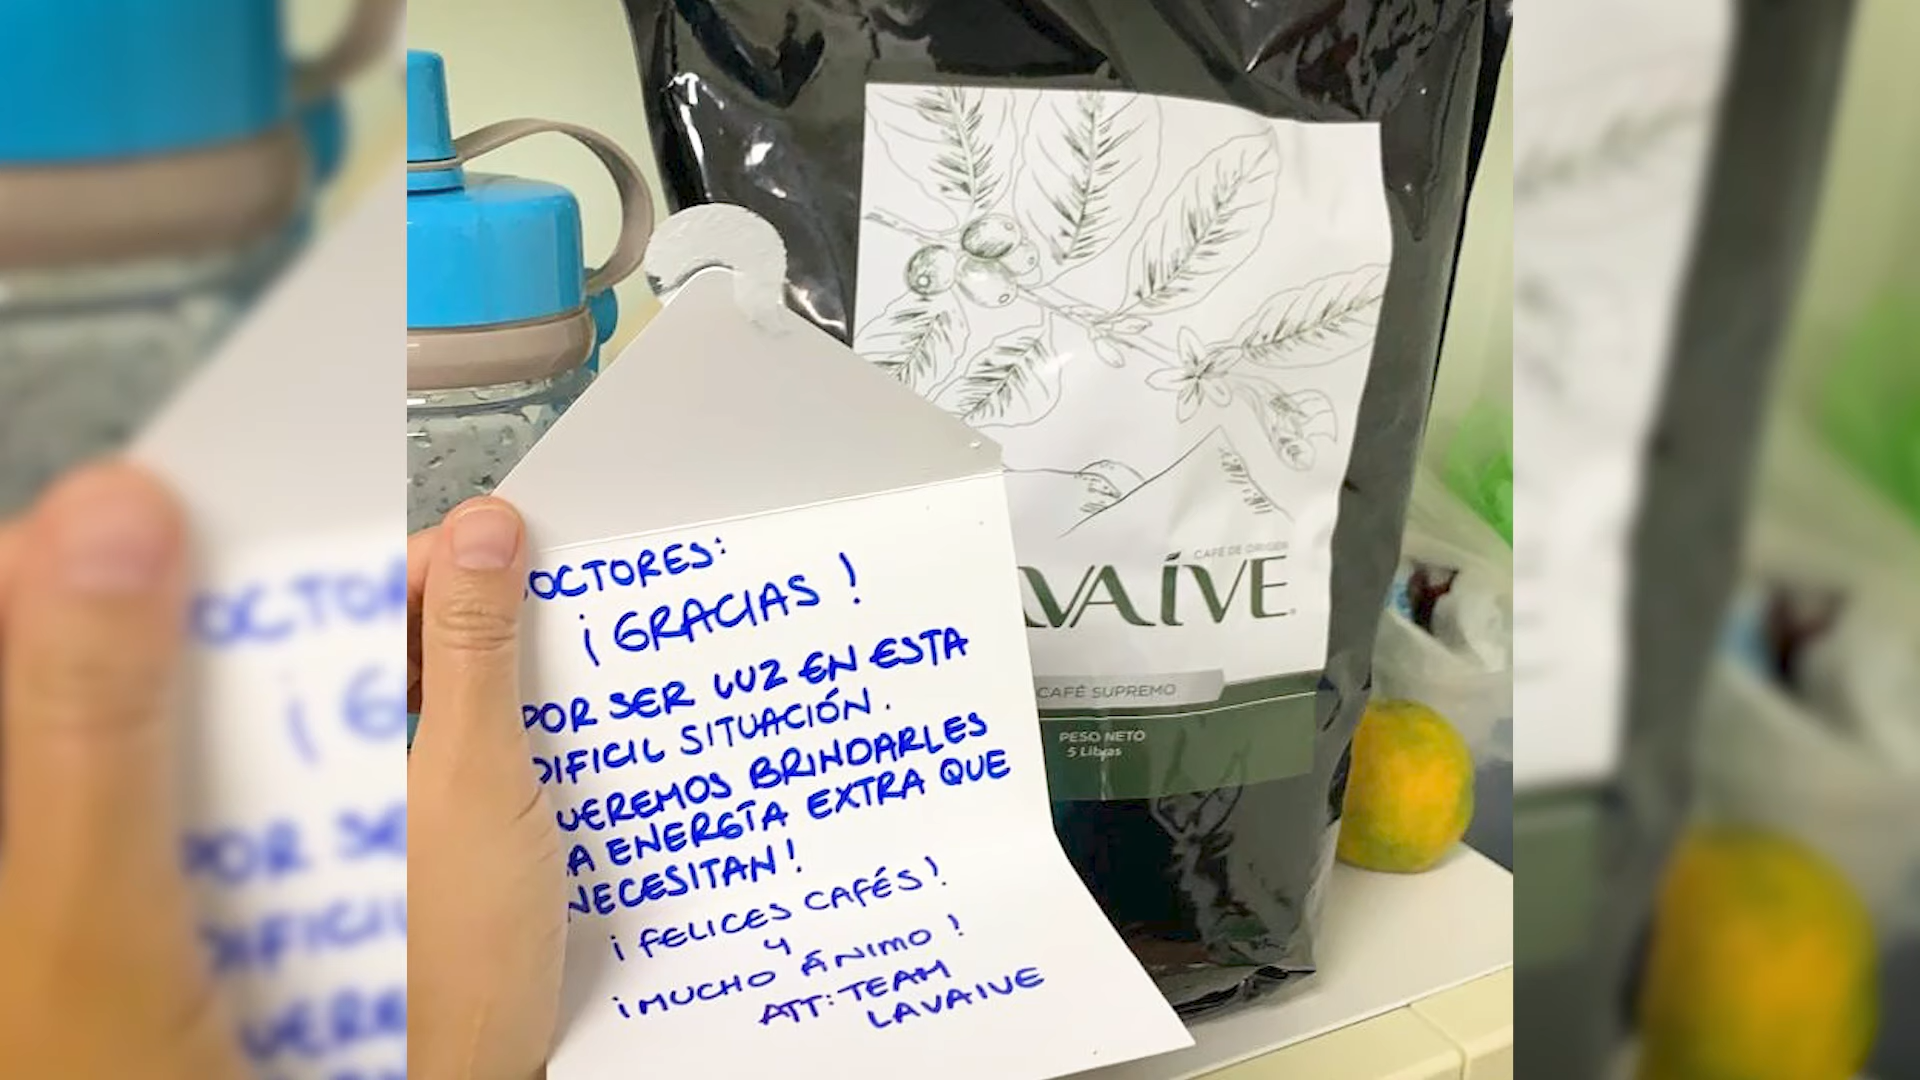 OCTORES:
¡GRACIAS!
POR SER LUZ EN ESTA
DIFICIL SITUACIÓN.
UEREMOS BRINDARLES
A ENERGÍA EXTRA QUE
NECESITAN!
¡FELICES CAFÉS!
Y
¡MUCHO ÁNIMO!
ATT: TEAM
LAVAIVE
CAFÉ DE ORIGEN
VAÍVE
CAFÉ SUPREMO
PESO NETO
5 Libras